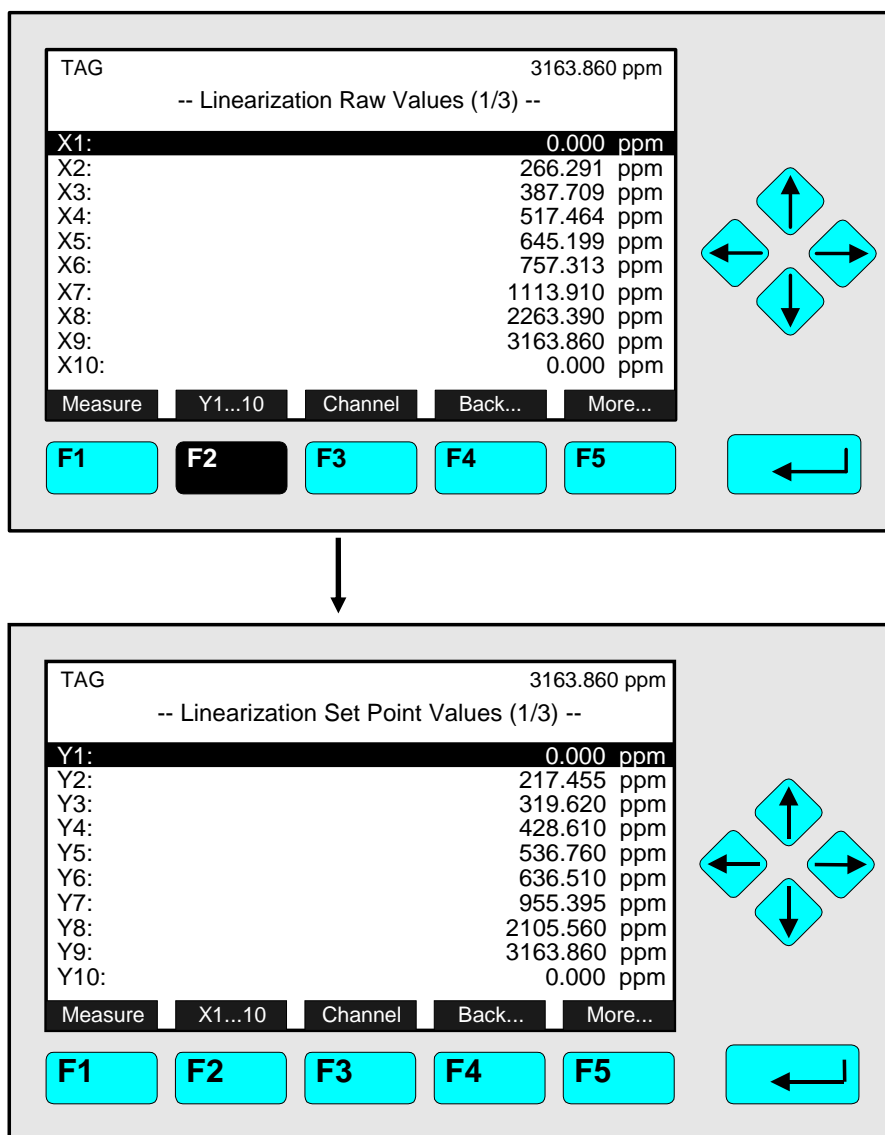 TAG 3163.860 ppm
-- Linearization Raw Values (1/3) --
X1: 0.000 ppm
X2: 266.291 ppm
X3: 387.709 ppm
X4: 517.464 ppm
X5: 645.199 ppm
X6: 757.313 ppm
X7: 1113.910 ppm
X8: 2263.390 ppm
X9: 3163.860 ppm
X10: 0.000 ppm
Measure Y1...10 Channel Back... More...
F1 F2 F3 F4 F5
TAG 3163.860 ppm
-- Linearization Set Point Values (1/3) --
Y1: 0.000 ppm
Y2: 217.455 ppm
Y3: 319.620 ppm
Y4: 428.610 ppm
Y5: 536.760 ppm
Y6: 636.510 ppm
Y7: 955.395 ppm
Y8: 2105.560 ppm
Y9: 3163.860 ppm
Y10: 0.000 ppm
Measure X1...10 Channel Back... More...
F1 F2 F3 F4 F5